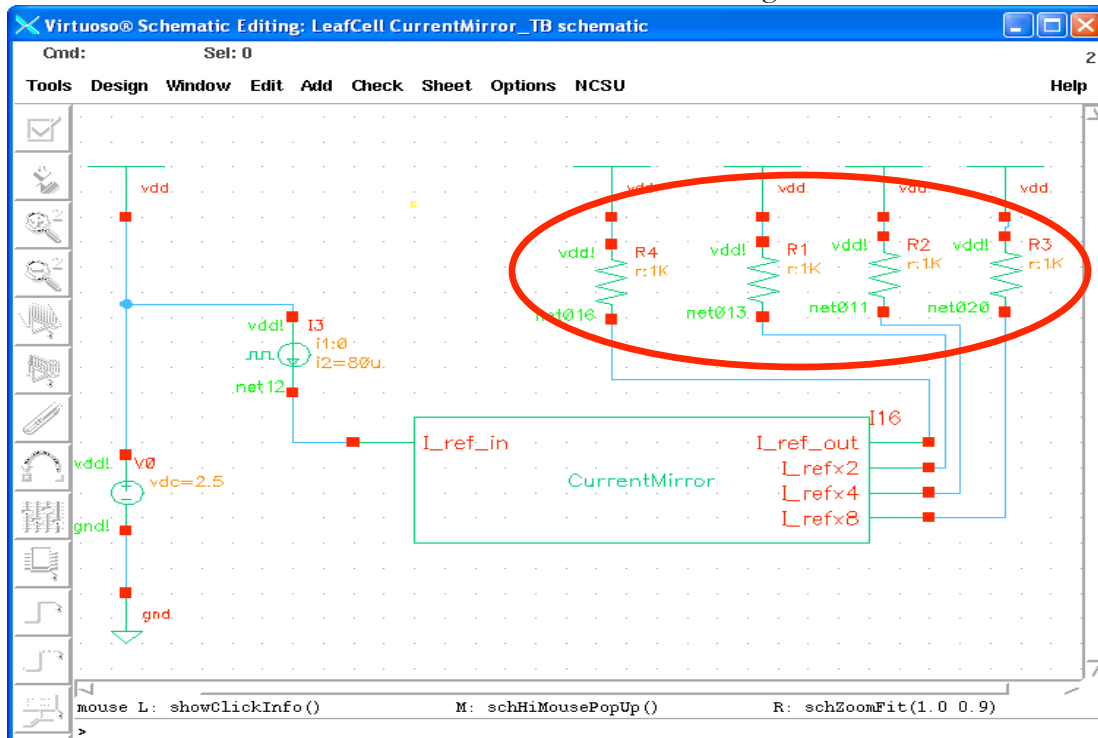 Virtuoso® Schematic Editing: LeafCell CurrentMirror_TB schematic
Cmd: Sel: 0 2
Tools Design Window Edit Add Check Sheet Options NCSU Help
vdd vdd vdd vdd vdd
vdd! R4 vdd! R1 vdd! R2 vdd! R3
r:1K r:1K r:1K r:1K
net016 net013 net011 net020
vdd! I3
i1:0
i2=80u
net12
I16
I_ref_in I_ref_out
I_refx2
CurrentMirror
I_refx4
I_refx8
vdd! V0
vdc=2.5
gnd!
gnd
mouse L: showClickInfo() M: schHiMousePopUp() R: schZoomFit(1.0 0.9)
>